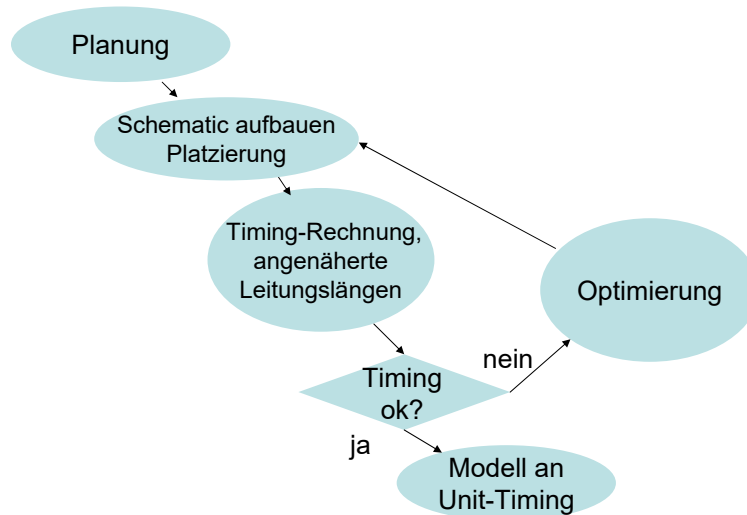 Planung
Schematic aufbauen
Platzierung
Timing-Rechnung,
angenäherte
Leitungslängen
Optimierung
nein
Timing
ok?
ja
Modell an
Unit-Timing